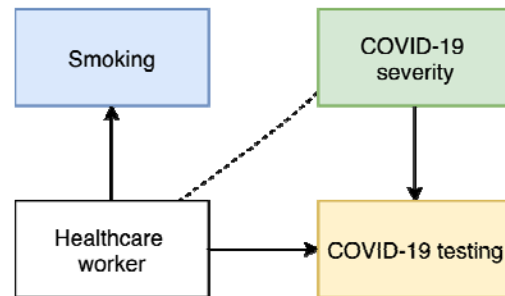 Smoking
COVID-19
severity
Healthcare
worker
COVID-19 testing